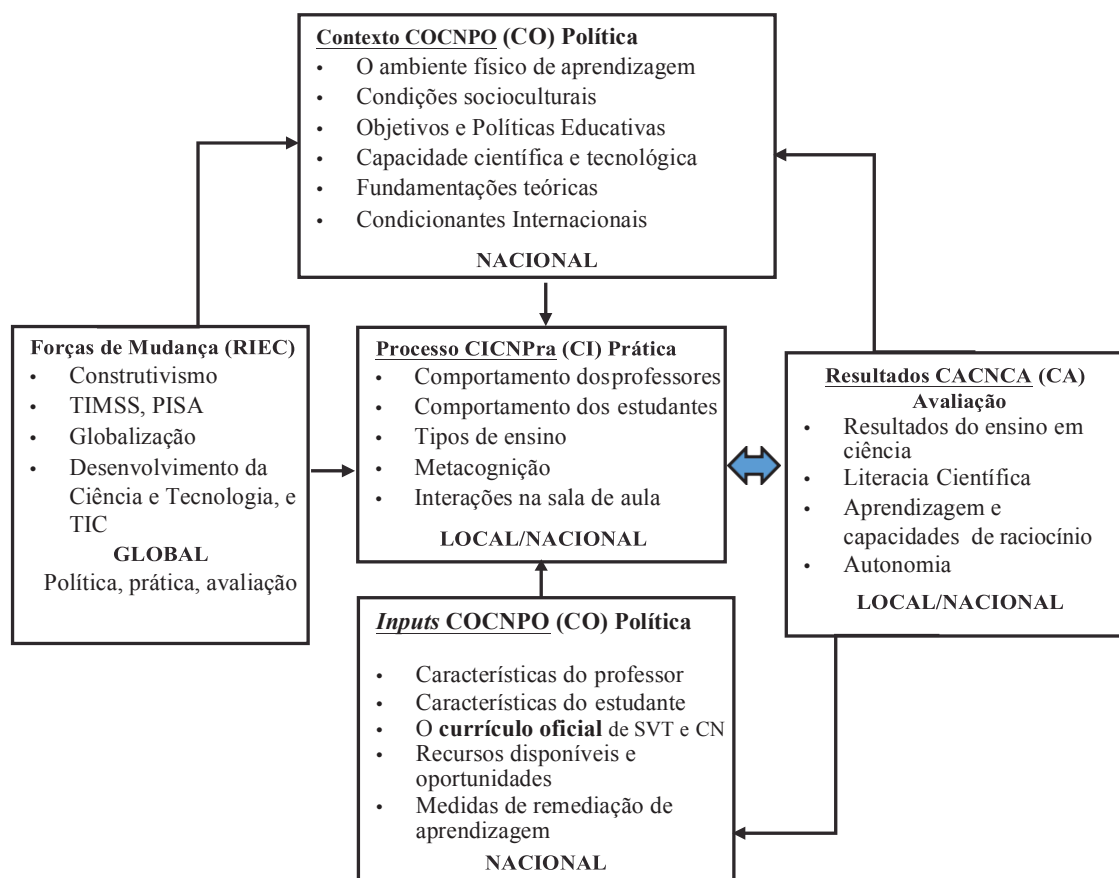 Contexto COCNPO (CO) Política
• O ambiente físico de aprendizagem
• Condições socioculturais
• Objetivos e Políticas Educativas
• Capacidade científica e tecnológica
• Fundamentações teóricas
• Condicionantes Internacionais
NACIONAL
Forças de Mudança (RIEC)
• Construtivismo
• TIMSS, PISA
• Globalização
• Desenvolvimento da
Ciência e Tecnologia, e
TIC
GLOBAL
Política, prática, avaliação
Processo CICNPra (CI) Prática
• Comportamento dos professores
• Comportamento dos estudantes
• Tipos de ensino
• Metacognição
• Interações na sala de aula
LOCAL/NACIONAL
Resultados CACNCA (CA)
Avaliação
• Resultados do ensino em
ciência
• Literacia Científica
• Aprendizagem e
capacidades de raciocínio
• Autonomia
LOCAL/NACIONAL
Inputs COCNPO (CO) Política
• Características do professor
• Características do estudante
• O currículo oficial de SVT e CN
• Recursos disponíveis e
oportunidades
• Medidas de remediação de
aprendizagem
NACIONAL